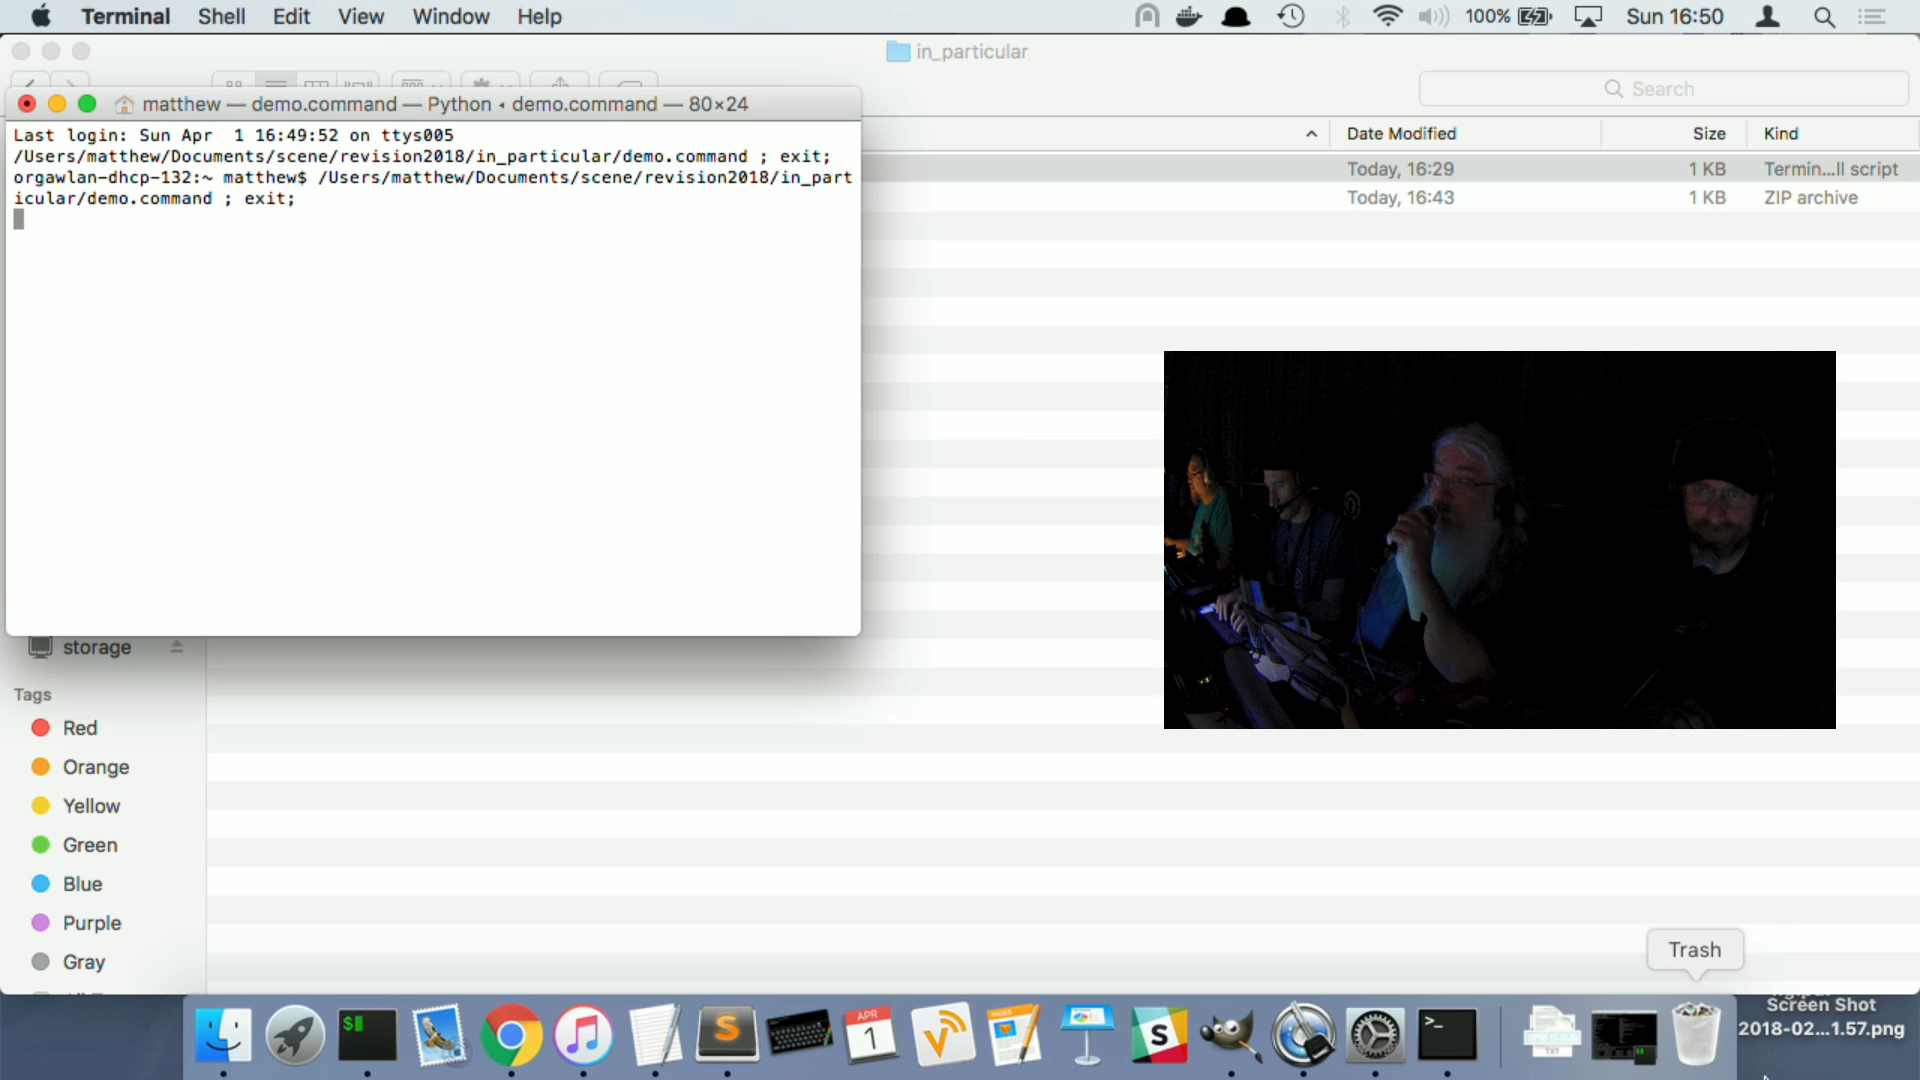 Terminal Shell Edit View Window Help 100% Sun 16:50
in_particular
Search
matthew — demo.command — Python ◂ demo.command — 80×24
Last login: Sun Apr  1 16:49:52 on ttys005
/Users/matthew/Documents/scene/revision2018/in_particular/demo.command ; exit;
orgawlan-dhcp-132:~ matthew$ /Users/matthew/Documents/scene/revision2018/in_part
icular/demo.command ; exit;
Date Modified Size Kind
Today, 16:29 1 KB Termin...ll script
Today, 16:43 1 KB ZIP archive
storage
Tags
Red
Orange
Yellow
Green
Blue
Purple
Gray
Trash
Screen Shot
2018-02...1.57.png
$
S
APR
1
PAGES
S
>_
TXT